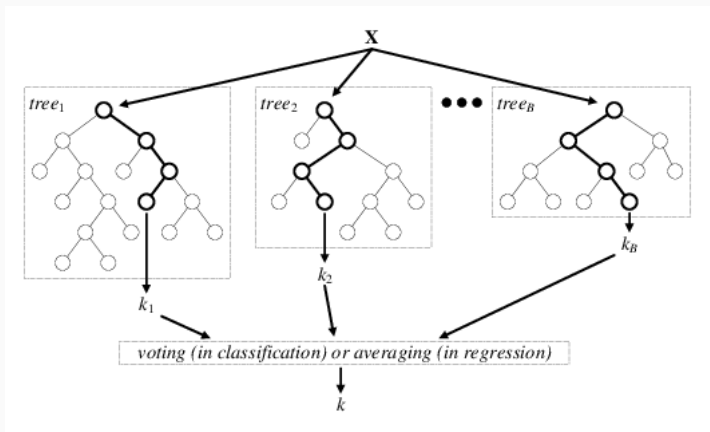 X
tree1
tree2
●●● treeB
kB
k2
k1
voting (in classification) or averaging (in regression)
k